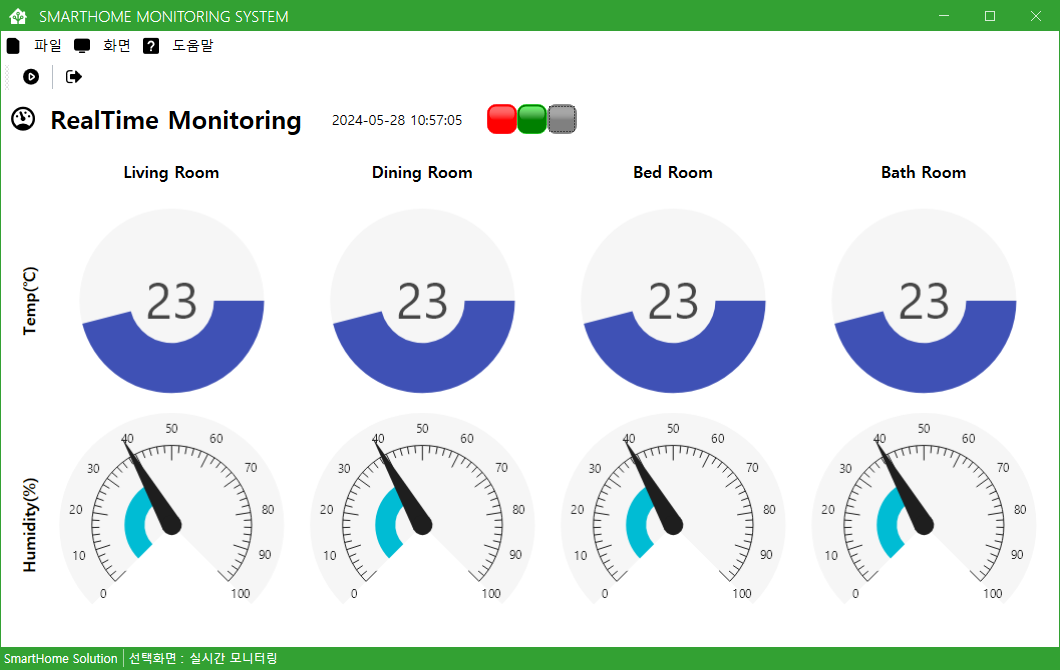 SMARTHOME MONITORING SYSTEM
파일 화면 ? 도움말
RealTime Monitoring 2024-05-28 10:57:05
Living Room Dining Room Bed Room Bath Room
Temp(℃)
23 23 23 23
Humidity(%)
0 10 20 30 40 50 60 70 80 90 100
0 10 20 30 40 50 60 70 80 90 100
0 10 20 30 40 50 60 70 80 90 100
0 10 20 30 40 50 60 70 80 90 100
SmartHome Solution 선택화면 : 실시간 모니터링